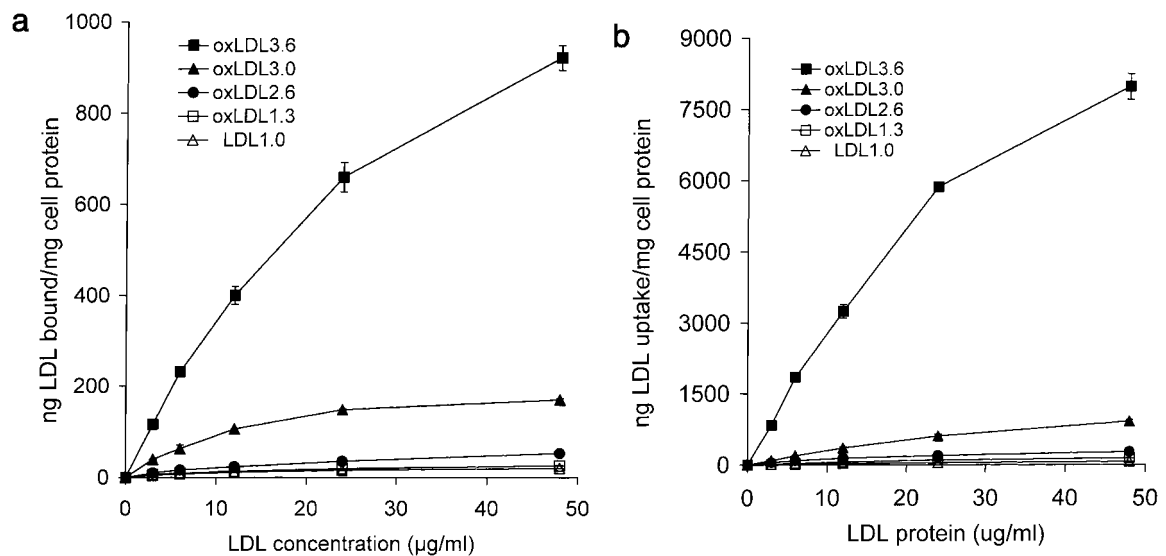 a
1000
800
600
400
200
0
ng LDL bound/mg cell protein
oxLDL3.6
oxLDL3.0
oxLDL2.6
oxLDL1.3
LDL1.0
0 10 20 30 40 50
LDL concentration (µg/ml)
b
9000
7500
6000
4500
3000
1500
0
ng LDL uptake/mg cell protein
oxLDL3.6
oxLDL3.0
oxLDL2.6
oxLDL1.3
LDL1.0
0 10 20 30 40 50
LDL protein (ug/ml)